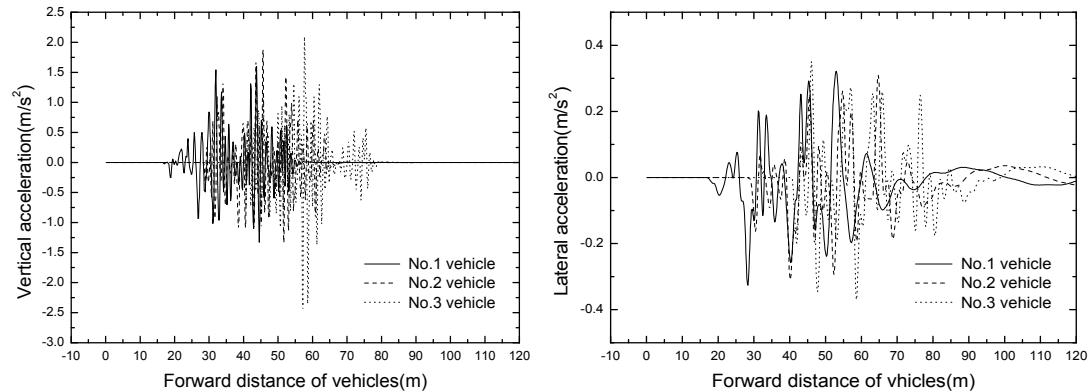 2.5
2.0
1.5
1.0
0.5
0.0
-0.5
-1.0
-1.5
-2.0
-2.5
-3.0
Vertical acceleration(m/s²)
No.1 vehicle
No.2 vehicle
No.3 vehicle
-10 0 10 20 30 40 50 60 70 80 90 100 110 120
Forward distance of vehicles(m)
0.4
0.2
0.0
-0.2
-0.4
Lateral acceleration(m/s²)
No.1 vehicle
No.2 vehicle
No.3 vehicle
-10 0 10 20 30 40 50 60 70 80 90 100 110 120
Forward distance of vhicles(m)